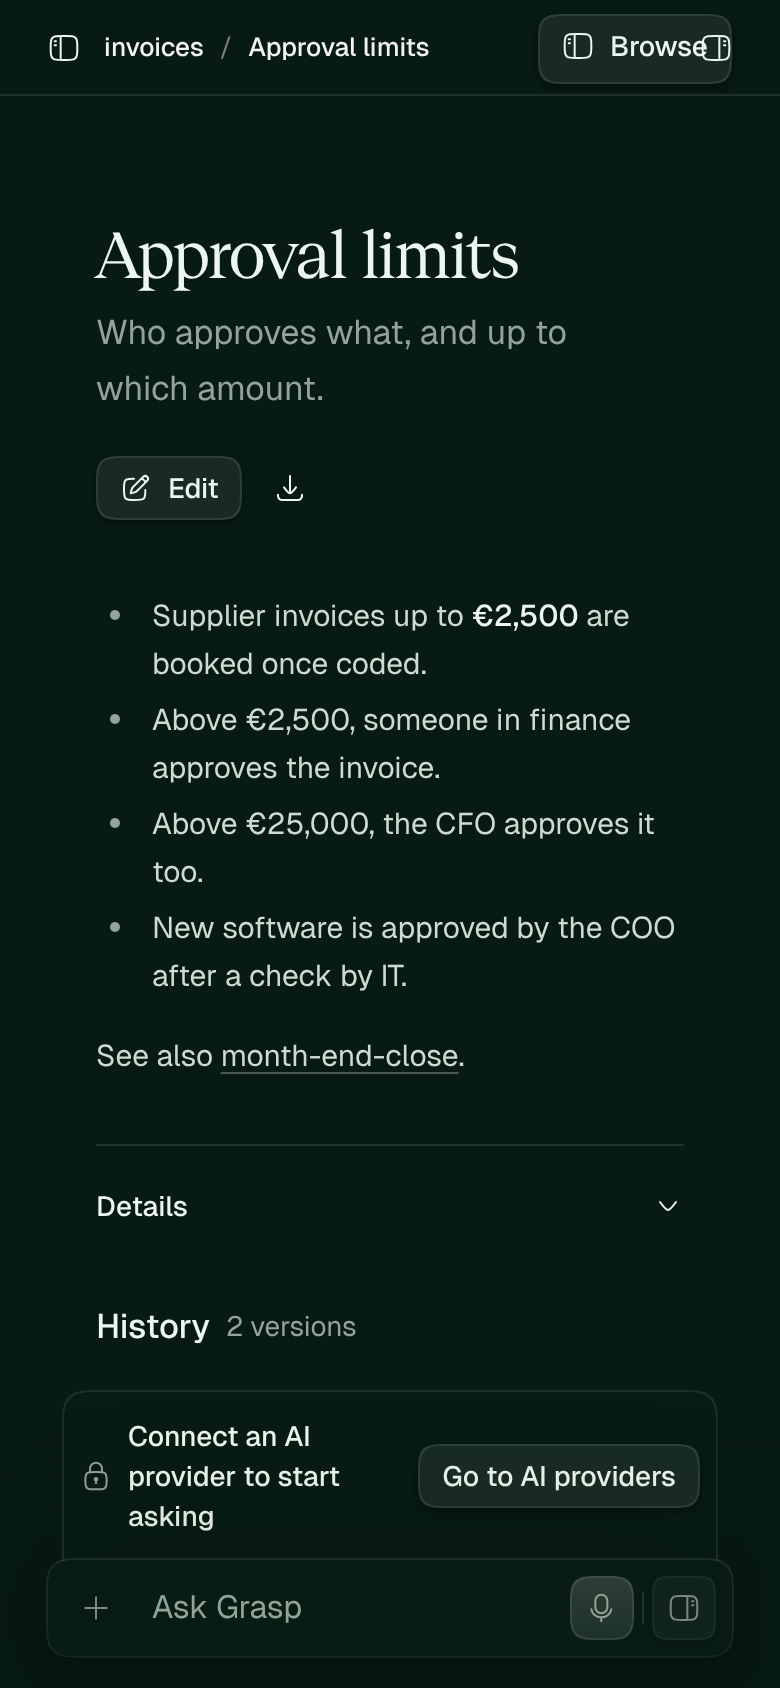 invoices / Approval limits
Browse
Approval limits
Who approves what, and up to
which amount.
Edit
• Supplier invoices up to €2,500 are
booked once coded.
• Above €2,500, someone in finance
approves the invoice.
• Above €25,000, the CFO approves it
too.
• New software is approved by the COO
after a check by IT.
See also month-end-close.
Details
History 2 versions
Connect an AI
provider to start
asking
Go to AI providers
Ask Grasp